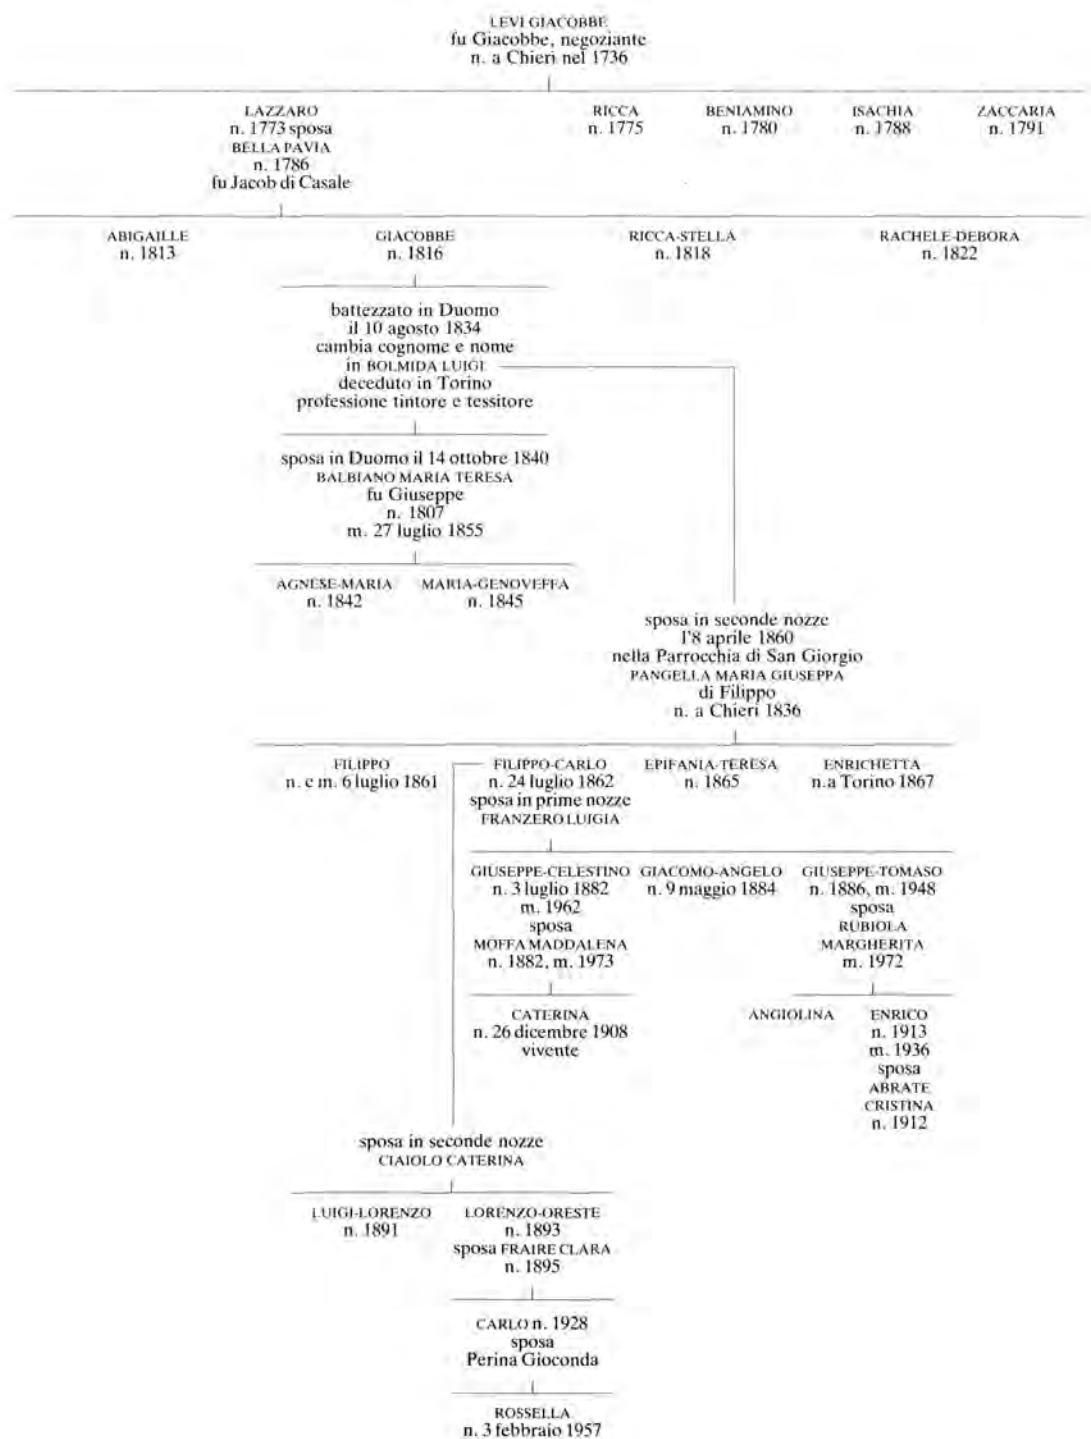 LEVI GIACOBBE
fu Giacobbe, negoziante
n. a Chieri nel 1736
LAZZARO
n. 1773 sposa
BELLA PAVIA
n. 1786
fu Jacob di Casale
RICCA
n. 1775
BENIAMINO
n. 1780
ISACHIA
n. 1788
ZACCARIA
n. 1791
ABIGAILLE
n. 1813
GIACOBBE
n. 1816
RICCA-STELLA
n. 1818
RACHELE-DEBORA
n. 1822
battezzato in Duomo
il 10 agosto 1834
cambia cognome e nome
in BOLMIDA LUIGI
deceduto in Torino
professione tintore e tessitore
sposa in Duomo il 14 ottobre 1840
BALBIANO MARIA TERESA
fu Giuseppe
n. 1807
m. 27 luglio 1855
AGNESE-MARIA
n. 1842
MARIA-GENOVEFFA
n. 1845
sposa in seconde nozze
l'8 aprile 1860
nella Parrocchia di San Giorgio
PANGELLA MARIA GIUSEPPA
di Filippo
n. a Chieri 1836
FILIPPO
n. e m. 6 luglio 1861
FILIPPO-CARLO
n. 24 luglio 1862
sposa in prime nozze
FRANZERO LUIGIA
EPIFANIA-TERESA
n. 1865
ENRICHETTA
n.a Torino 1867
GIUSEPPE-CELESTINO
n. 3 luglio 1882
m. 1962
sposa
MOFFA MADDALENA
n. 1882, m. 1973
GIACOMO-ANGELO
n. 9 maggio 1884
GIUSEPPE-TOMASO
n. 1886, m. 1948
sposa
RUBIOLA
MARGHERITA
m. 1972
CATERINA
n. 26 dicembre 1908
vivente
ANGIOLINA
ENRICO
n. 1913
m. 1936
sposa
ABRATE
CRISTINA
n. 1912
sposa in seconde nozze
CIAIOLO CATERINA
LUIGI-LORENZO
n. 1891
LORENZO-ORESTE
n. 1893
sposa FRAIRE CLARA
n. 1895
CARLO n. 1928
sposa
Perina Gioconda
ROSSELLA
n. 3 febbraio 1957